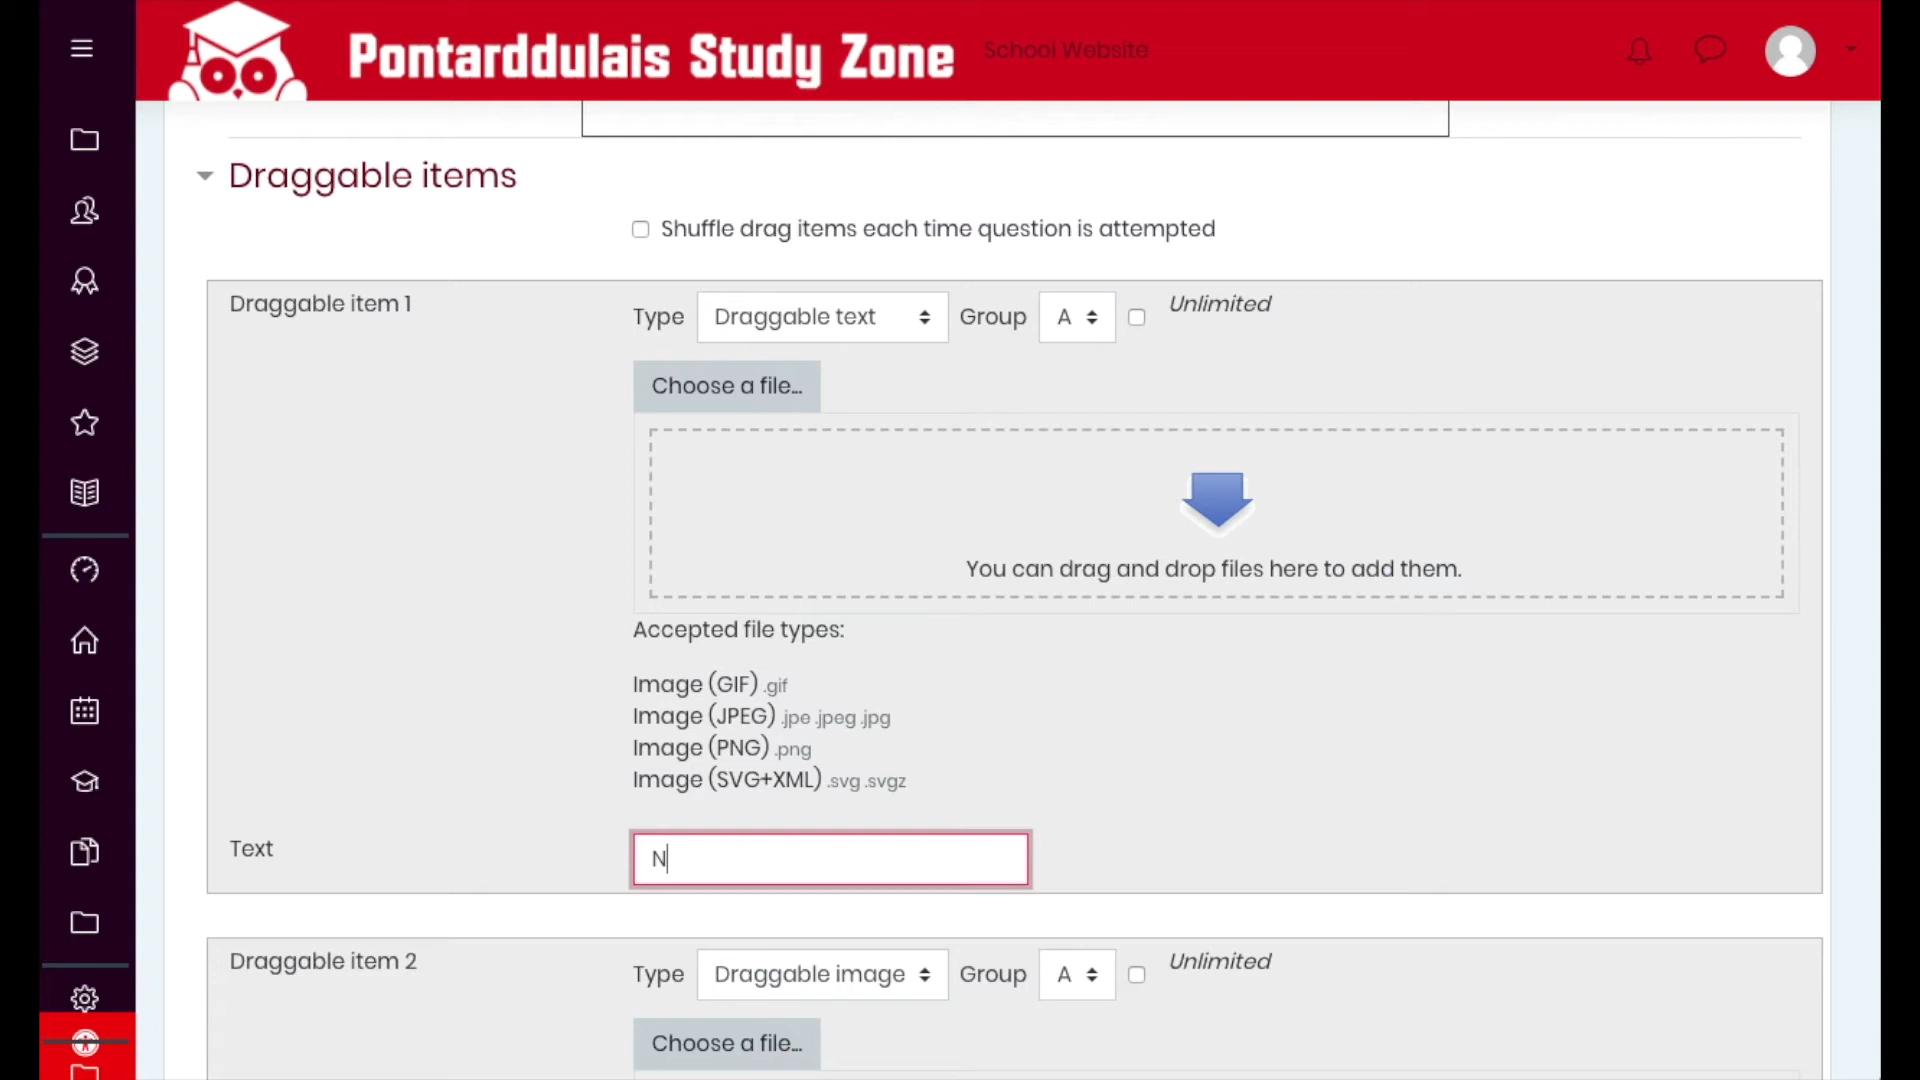 Pontarddulais Study Zone
School Website
Draggable items
Shuffle drag items each time question is attempted
Draggable item 1
Type Draggable text Group A Unlimited
Choose a file...
You can drag and drop files here to add them.
Accepted file types:
Image (GIF) .gif
Image (JPEG) .jpe .jpeg .jpg
Image (PNG) .png
Image (SVG+XML) .svg .svgz
Text N
Draggable item 2
Type Draggable image Group A Unlimited
Choose a file...